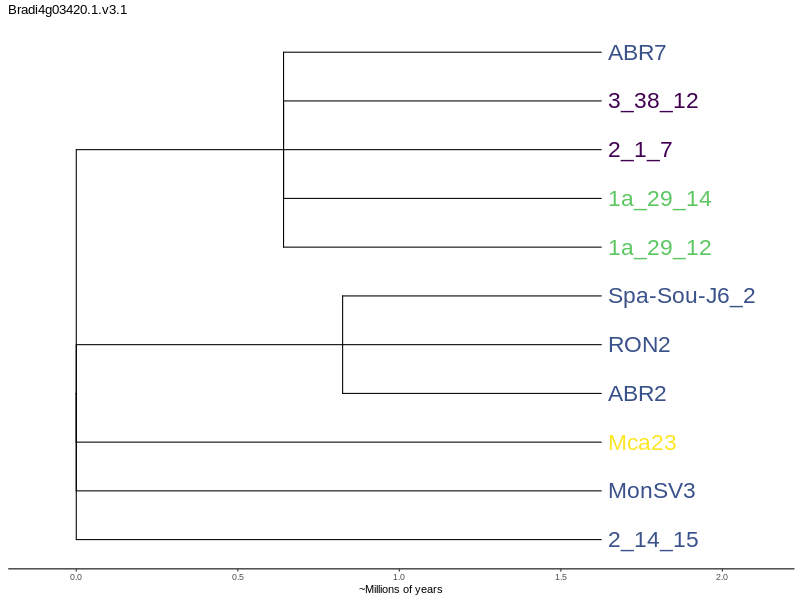 Bradi4g03420.1.v3.1
ABR7
3_38_12
2_1_7
1a_29_14
1a_29_12
Spa-Sou-J6_2
RON2
ABR2
Mca23
MonSV3
2_14_15
0.0 0.5 1.0 1.5 2.0
~Millions of years